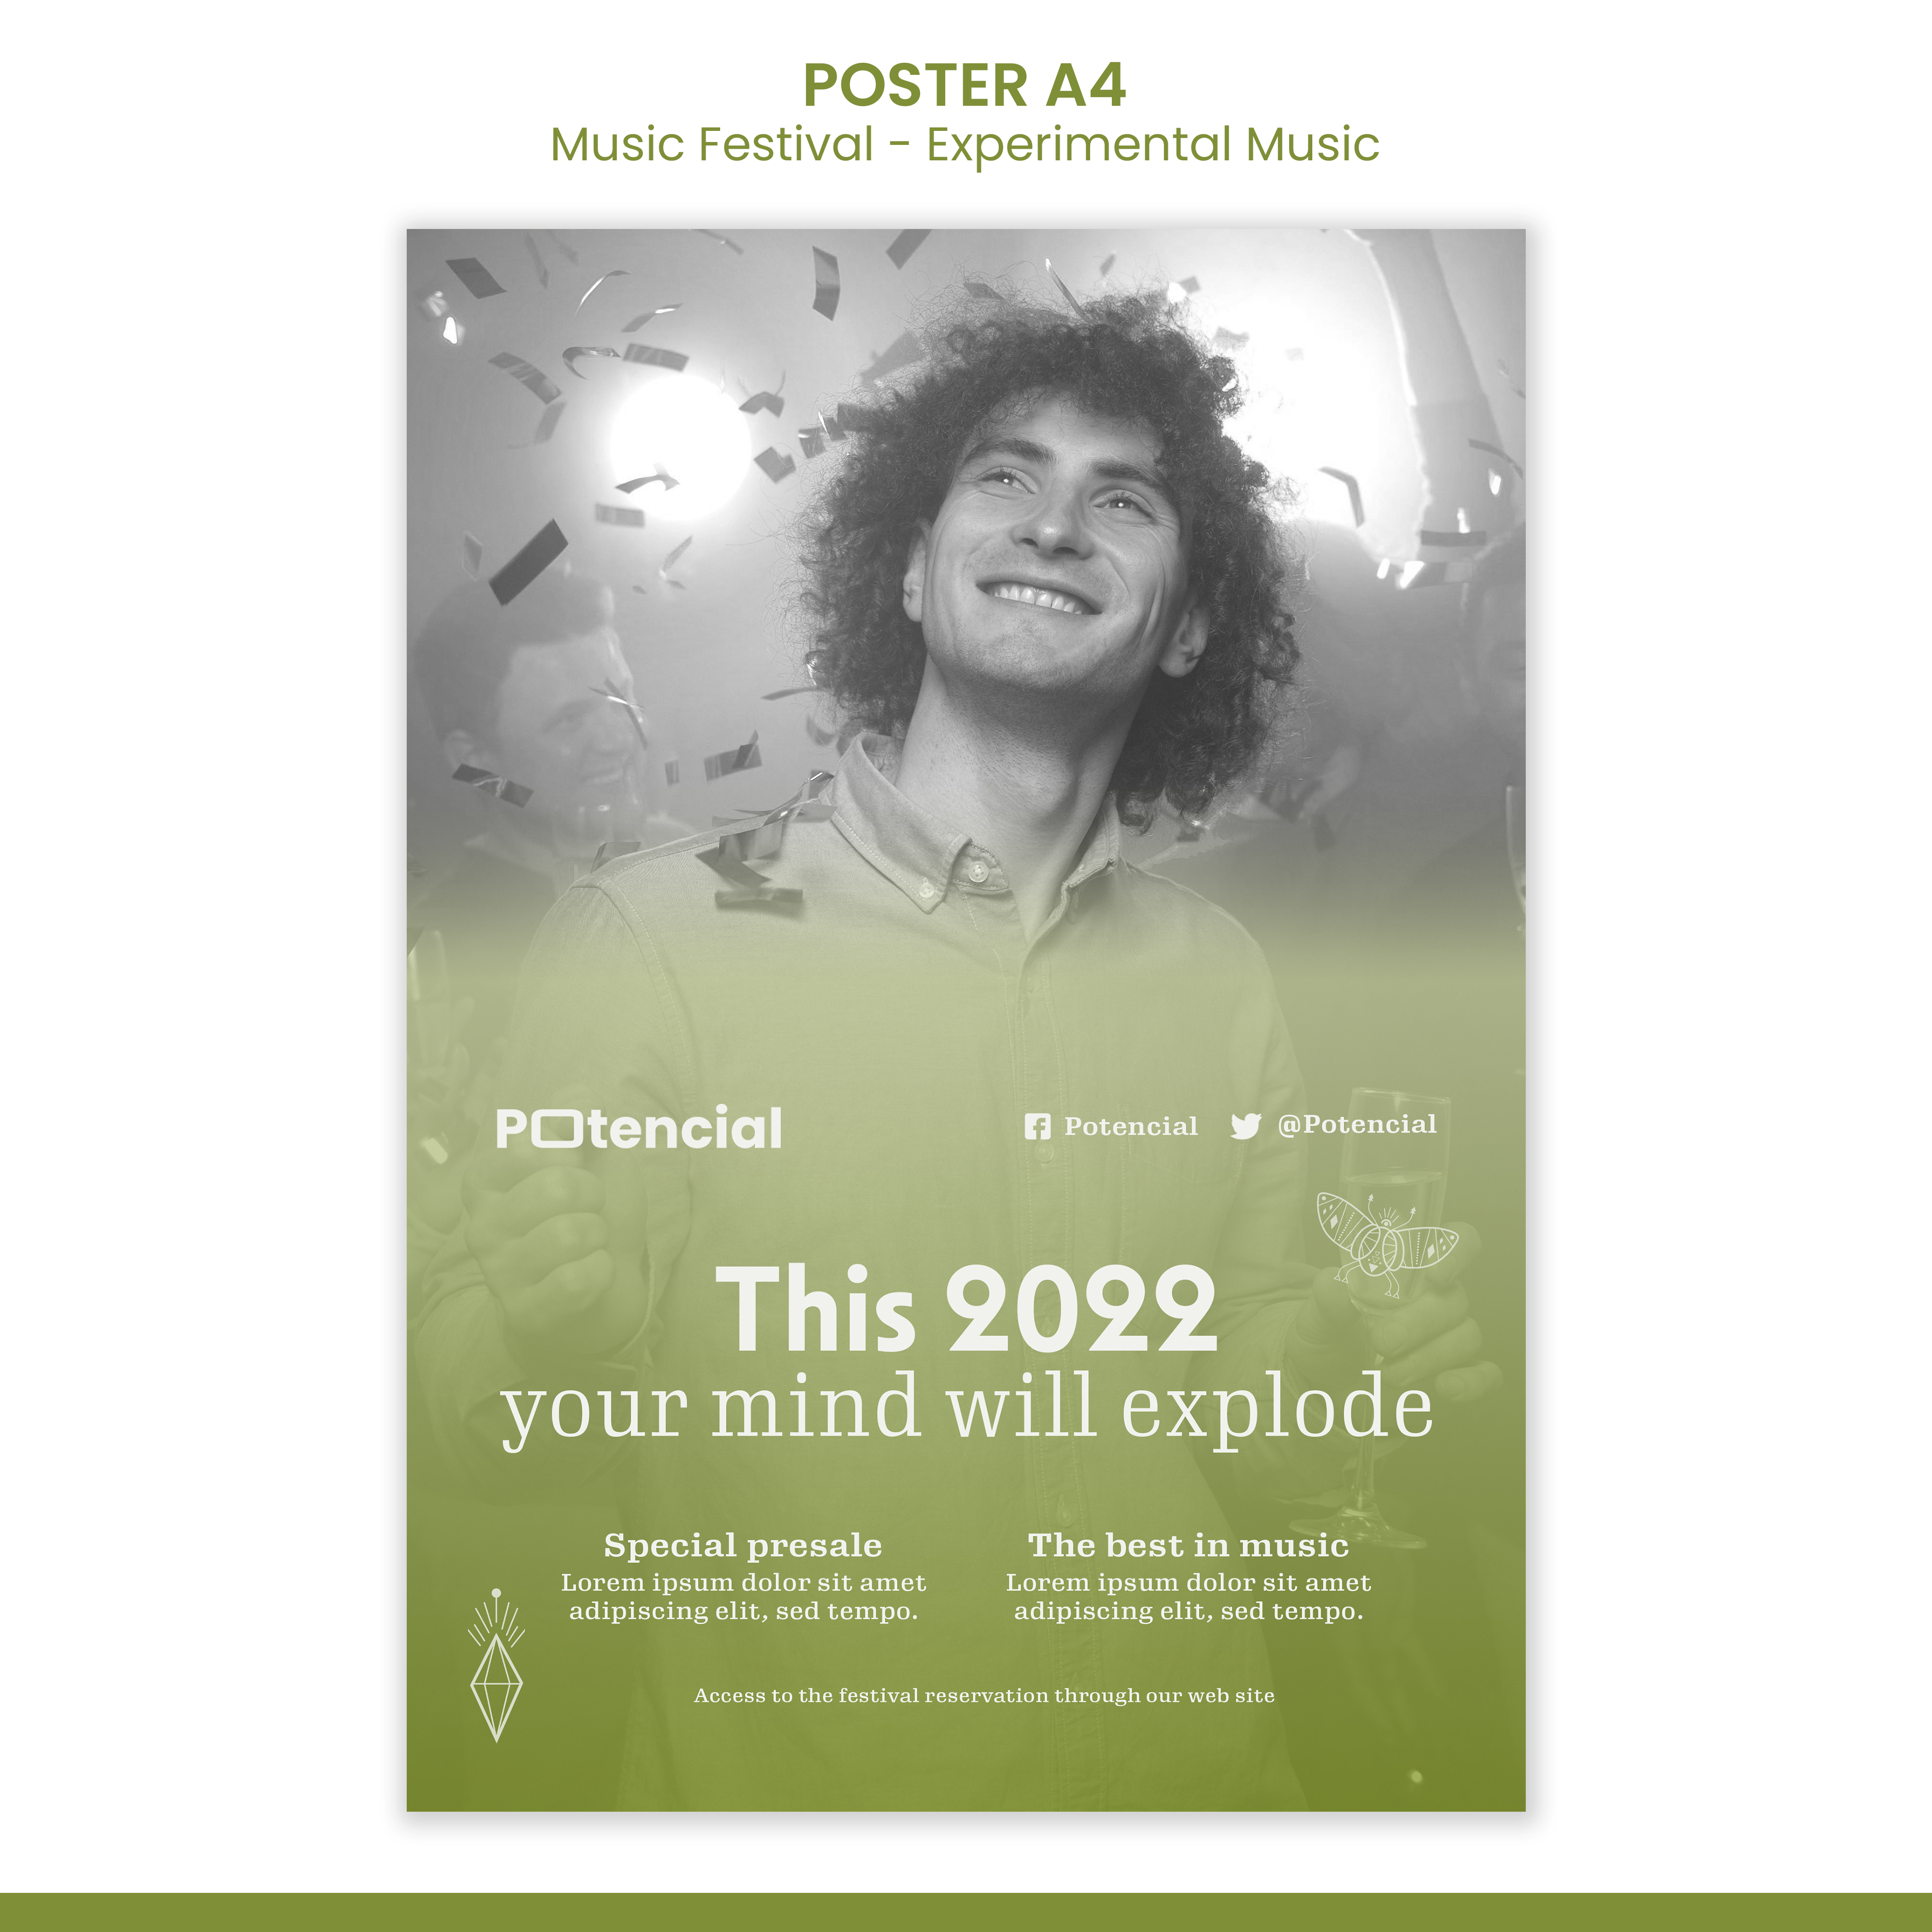 POSTER A4
Music Festival - Experimental Music
POtencial
Potencial
@Potencial
This 2022
your mind will explode
Special presale
Lorem ipsum dolor sit amet
adipiscing elit, sed tempo.
The best in music
Lorem ipsum dolor sit amet
adipiscing elit, sed tempo.
Access to the festival reservation through our web site